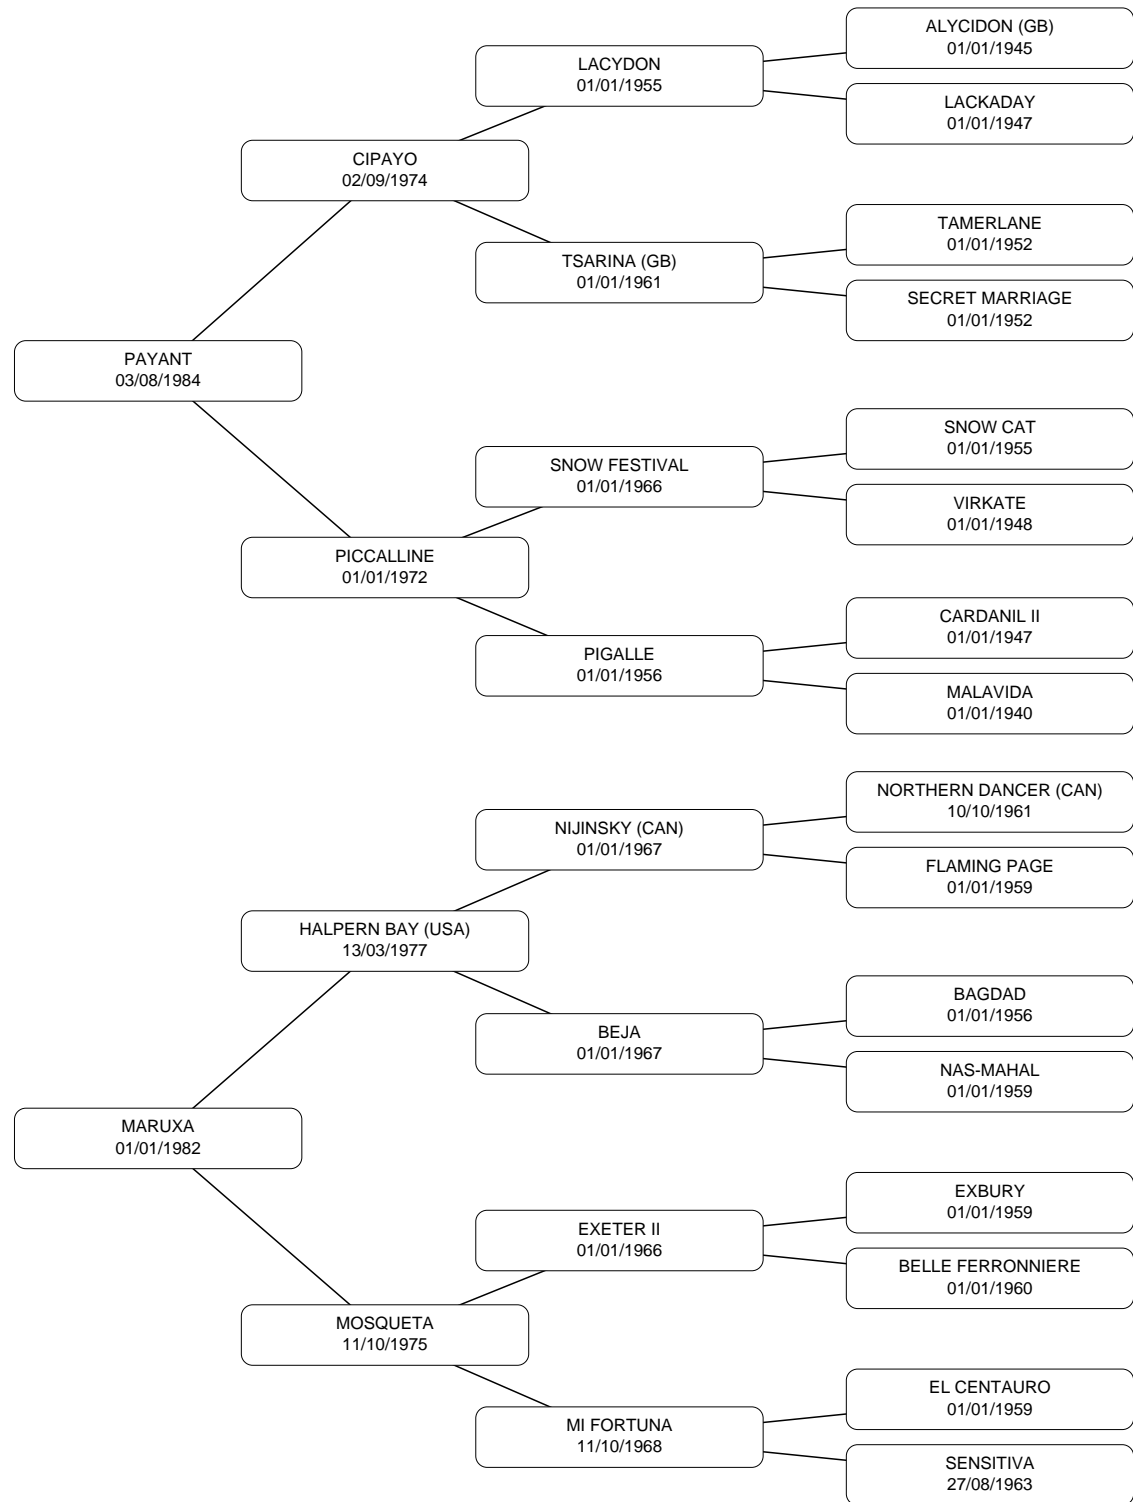 ALYCIDON (GB)
01/01/1945
LACYDON
01/01/1955
LACKADAY
01/01/1947
CIPAYO
02/09/1974
TAMERLANE
01/01/1952
TSARINA (GB)
01/01/1961
SECRET MARRIAGE
01/01/1952
PAYANT
03/08/1984
SNOW CAT
01/01/1955
SNOW FESTIVAL
01/01/1966
VIRKATE
01/01/1948
PICCALLINE
01/01/1972
CARDANIL II
01/01/1947
PIGALLE
01/01/1956
MALAVIDA
01/01/1940
NORTHERN DANCER (CAN)
10/10/1961
NIJINSKY (CAN)
01/01/1967
FLAMING PAGE
01/01/1959
HALPERN BAY (USA)
13/03/1977
BAGDAD
01/01/1956
BEJA
01/01/1967
NAS-MAHAL
01/01/1959
MARUXA
01/01/1982
EXBURY
01/01/1959
EXETER II
01/01/1966
BELLE FERRONNIERE
01/01/1960
MOSQUETA
11/10/1975
EL CENTAURO
01/01/1959
MI FORTUNA
11/10/1968
SENSITIVA
27/08/1963